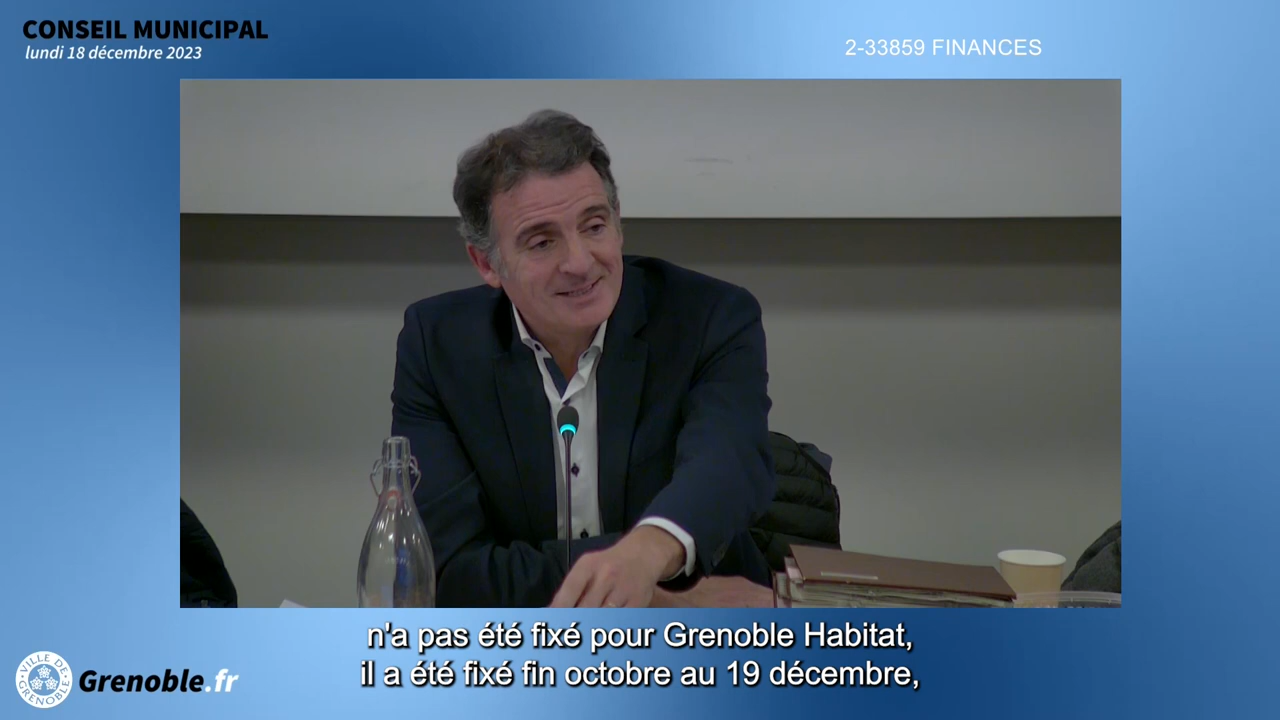 CONSEIL MUNICIPAL
lundi 18 décembre 2023
2-33859 FINANCES
n'a pas été fixé pour Grenoble Habitat,
il a été fixé fin octobre au 19 décembre,
VILLE DE
GRENOBLE
Grenoble.fr